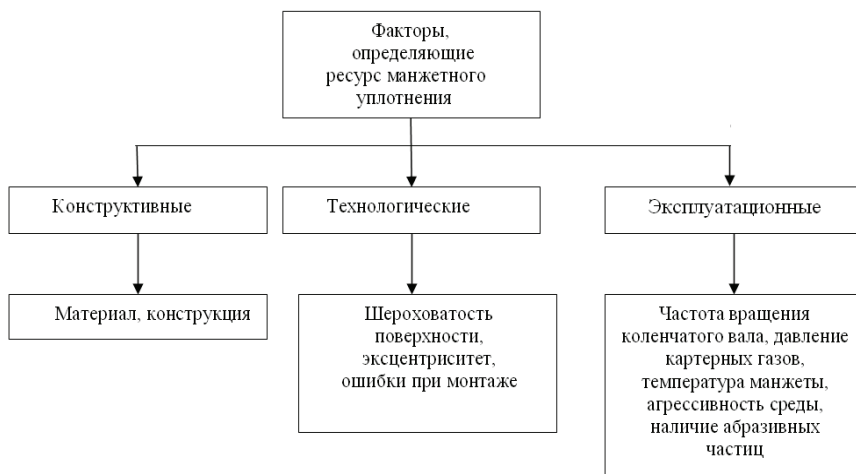 Факторы,
определяющие
ресурс манжетного
уплотнения
Конструктивные
Технологические
Эксплуатационные
Материал, конструкция
Шероховатость
поверхности,
эксцентриситет,
ошибки при монтаже
Частота вращения
коленчатого вала, давление
картерных газов,
температура манжеты,
агрессивность среды,
наличие абразивных
частиц